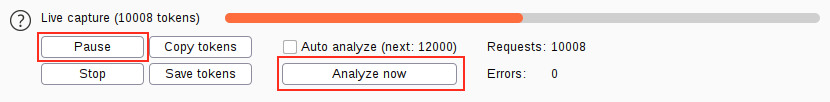 ? Live capture (10008 tokens)
Pause Copy tokens Auto analyze (next: 12000) Requests: 10008
Stop Save tokens Analyze now Errors: 0